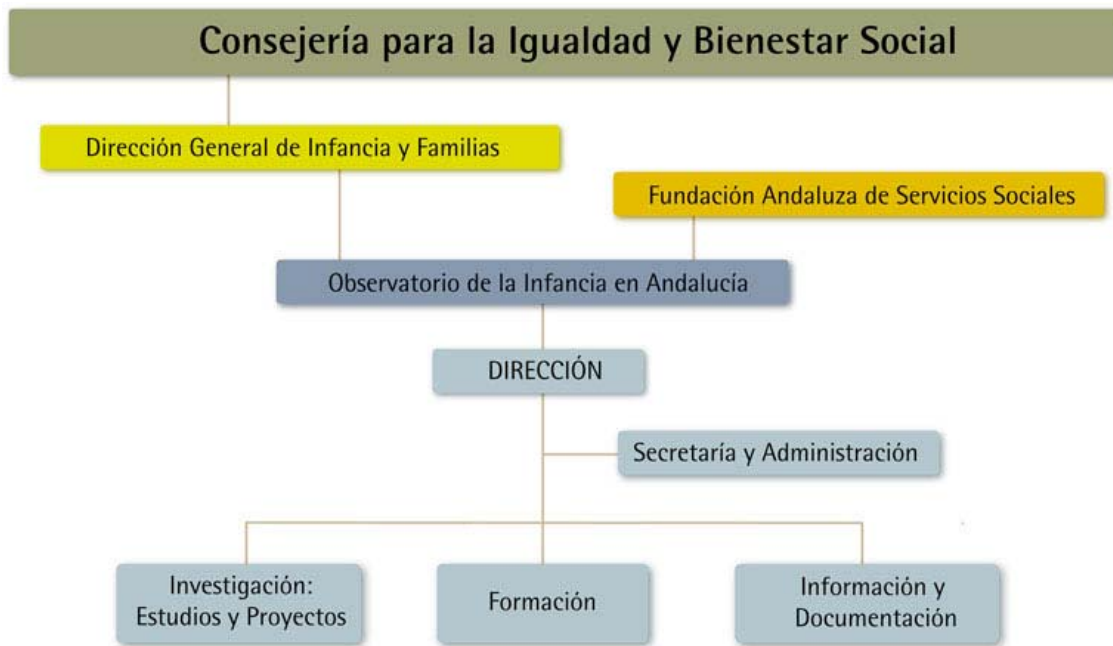 Consejería para la Igualdad y Bienestar Social
Dirección General de Infancia y Familias
Fundación Andaluza de Servicios Sociales
Observatorio de la Infancia en Andalucía
DIRECCIÓN
Secretaría y Administración
Investigación:
Estudios y Proyectos
Formación
Información y
Documentación